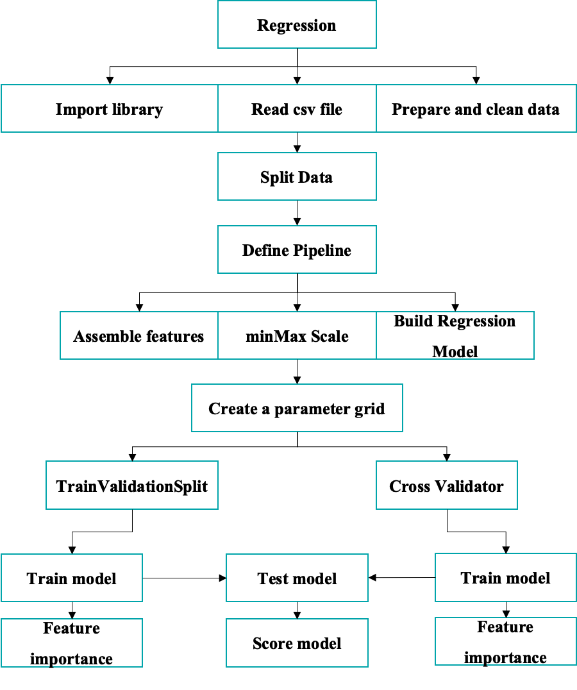 Regression
Import library
Read csv file
Prepare and clean data
Split Data
Define Pipeline
Assemble features
minMax Scale
Build Regression
Model
Create a parameter grid
TrainValidationSplit
Cross Validator
Train model
Test model
Train model
Feature
importance
Score model
Feature
importance